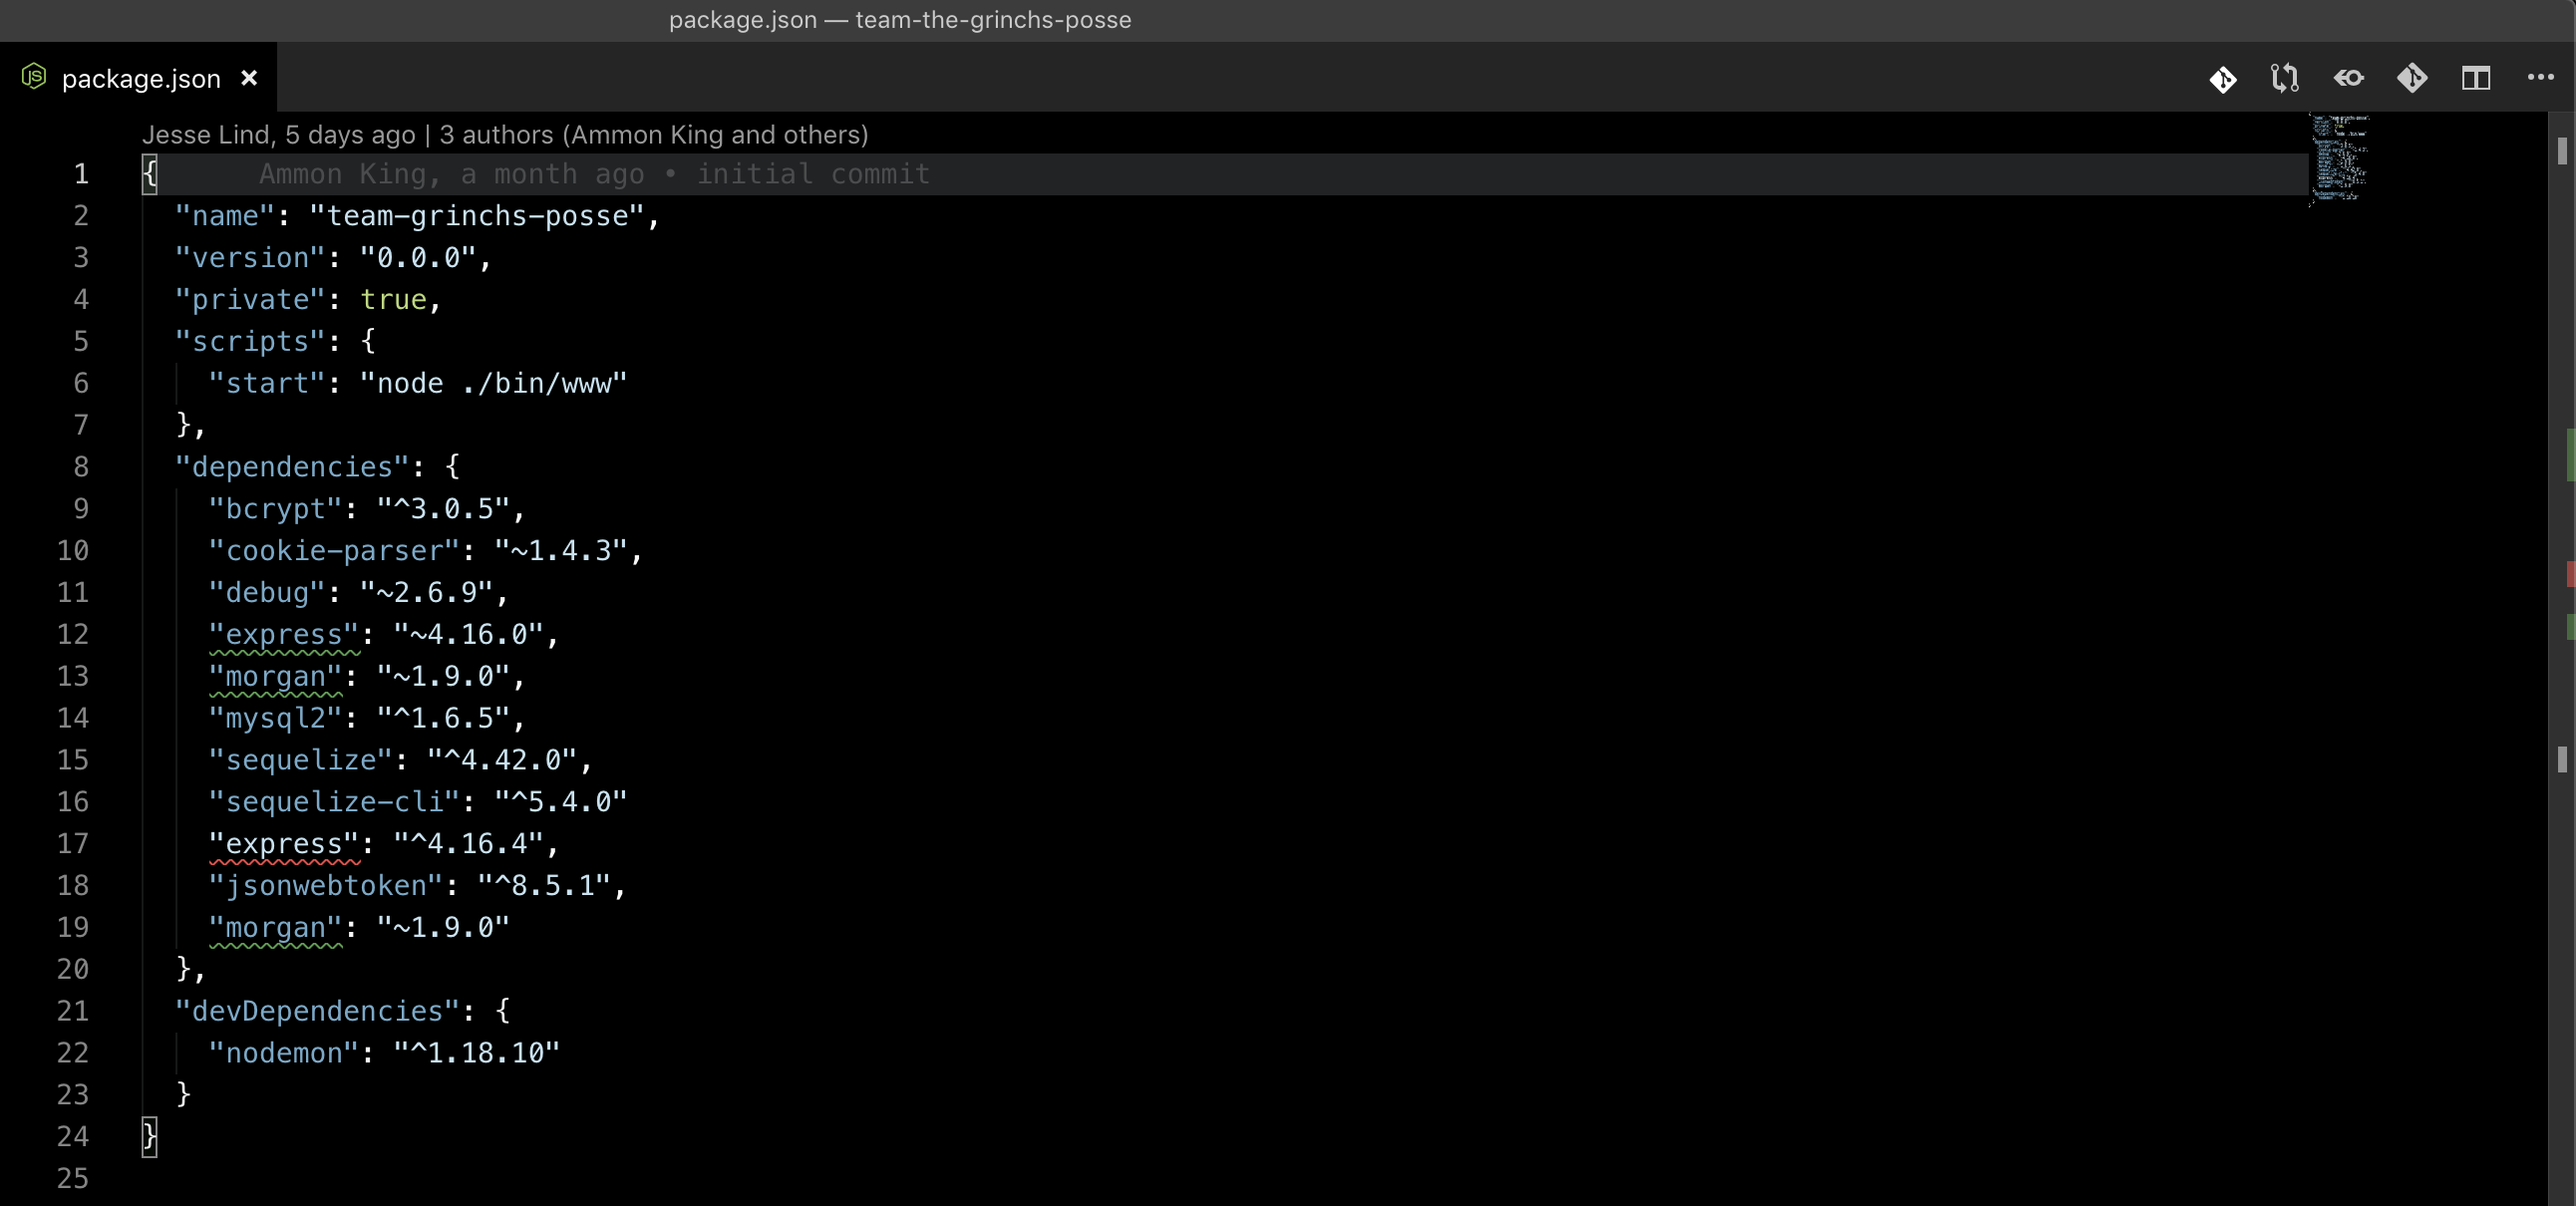 package.json — team-the-grinchs-posse
JS package.json ×
Jesse Lind, 5 days ago | 3 authors (Ammon King and others)
1 { Ammon King, a month ago • initial commit
2 "name": "team-grinchs-posse",
3 "version": "0.0.0",
4 "private": true,
5 "scripts": {
6 "start": "node ./bin/www"
7 },
8 "dependencies": {
9 "bcrypt": "^3.0.5",
10 "cookie-parser": "~1.4.3",
11 "debug": "~2.6.9",
12 "express": "~4.16.0",
13 "morgan": "~1.9.0",
14 "mysql2": "^1.6.5",
15 "sequelize": "^4.42.0",
16 "sequelize-cli": "^5.4.0"
17 "express": "^4.16.4",
18 "jsonwebtoken": "^8.5.1",
19 "morgan": "~1.9.0"
20 },
21 "devDependencies": {
22 "nodemon": "^1.18.10"
23 }
24 }
25